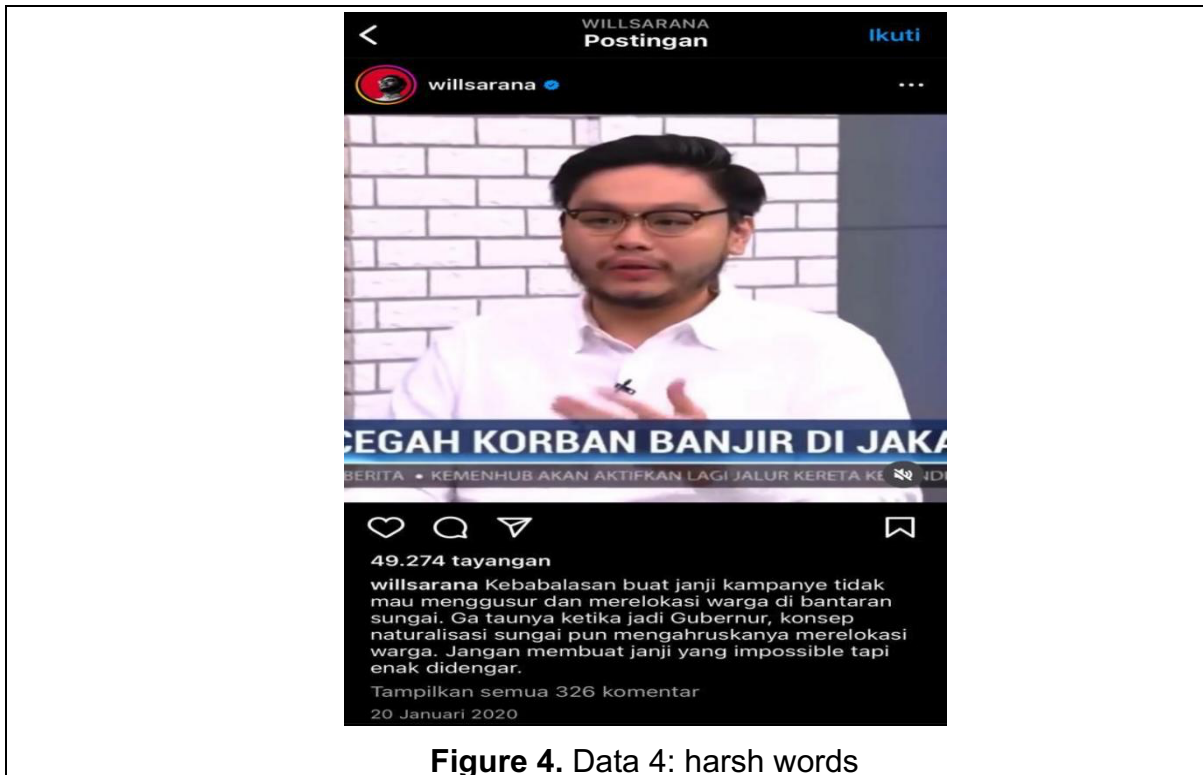 WILLSARANA
Postingan
Ikuti
willsarana
CEGAH KORBAN BANJIR DI JAKA
BERITA • KEMENHUB AKAN AKTIFKAN LAGI JALUR KERETA KE
49.274 tayangan
willsarana Kebabalasan buat janji kampanye tidak
mau menggusur dan merelokasi warga di bantaran
sungai. Ga taunya ketika jadi Gubernur, konsep
naturalisasi sungai pun mengahruskanya merelokasi
warga. Jangan membuat janji yang impossible tapi
enak didengar.
Tampilkan semua 326 komentar
20 Januari 2020
Figure 4. Data 4: harsh words